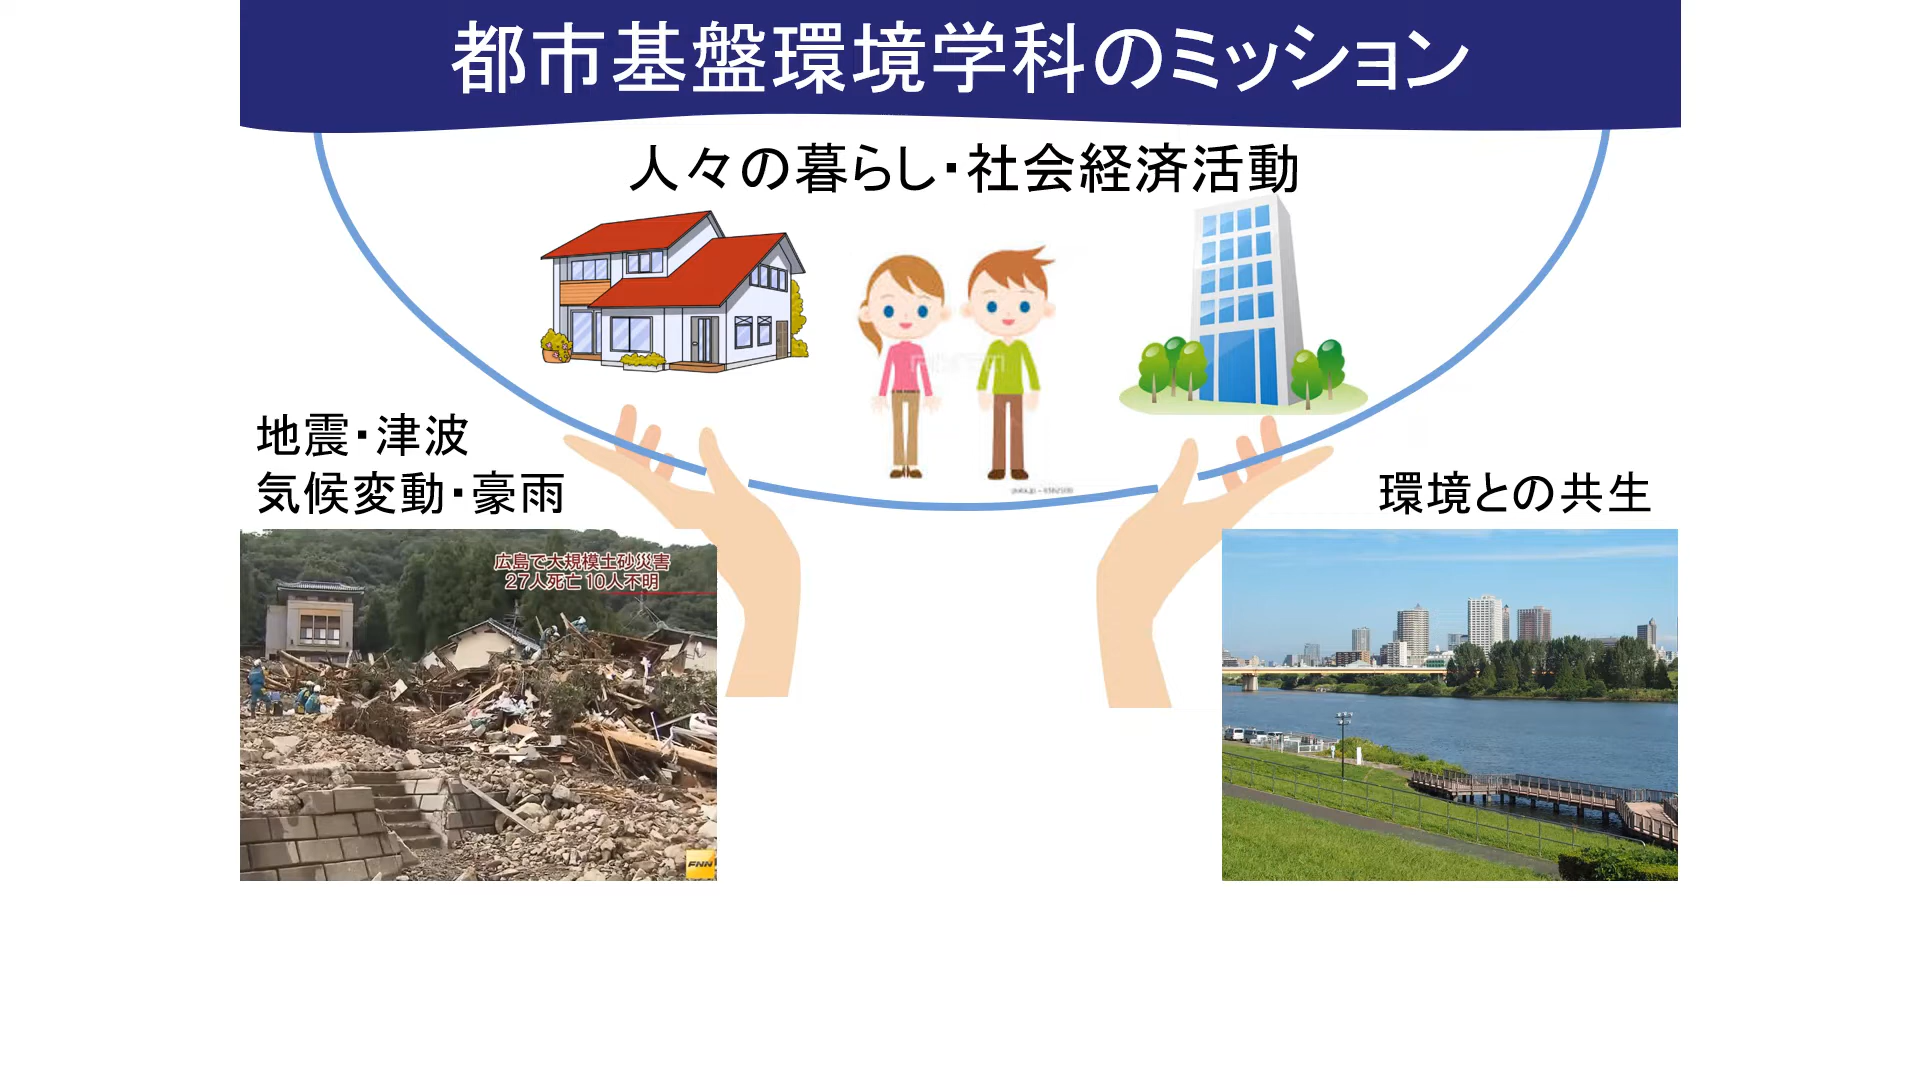 都市基盤環境学科のミッション
人々の暮らし・社会経済活動
地震・津波
気候変動・豪雨
環境との共生
広島で大規模土砂災害
27人死亡 10人不明
FNN